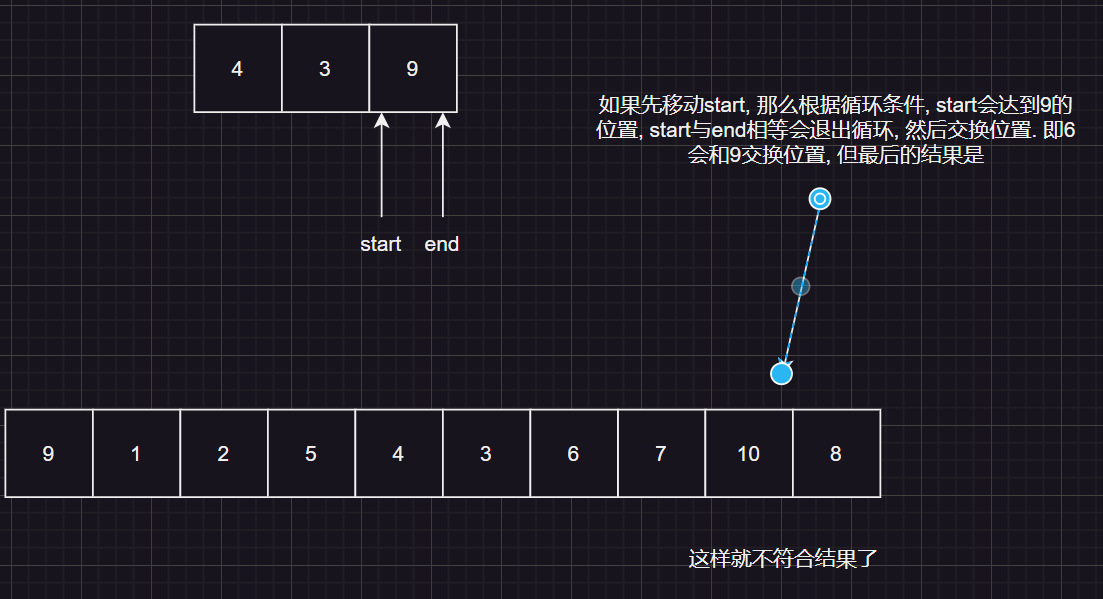 4 3 9
如果先移动start, 那么根据循环条件, start会达到9的
位置, start与end相等会退出循环, 然后交换位置. 即6
会和9交换位置, 但最后的结果是
start end
9 1 2 5 4 3 6 7 10 8
这样就不符合结果了